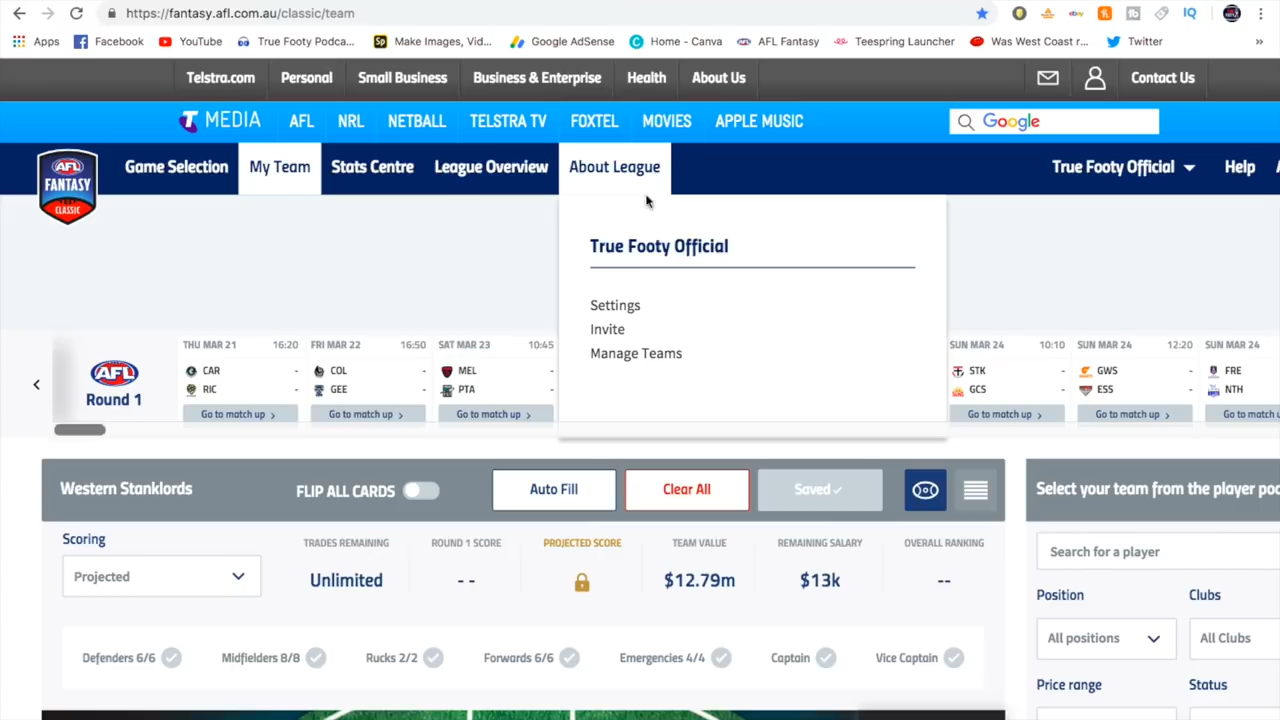 https://fantasy.afl.com.au/classic/team
Apps Facebook YouTube True Footy Podca... Make Images, Vid... Google AdSense Home - Canva AFL Fantasy Teespring Launcher Was West Coast r... Twitter »
Telstra.com Personal Small Business Business & Enterprise Health About Us Contact Us
T MEDIA AFL NRL NETBALL TELSTRA TV FOXTEL MOVIES APPLE MUSIC Google
AFL FANTASY CLASSIC
Game Selection My Team Stats Centre League Overview About League True Footy Official Help
True Footy Official
Settings
Invite
Manage Teams
AFL
Round 1
THU MAR 21 16:20 FRI MAR 22 16:50 SAT MAR 23 10:45 SUN MAR 24 10:10 SUN MAR 24 12:20 SUN MAR 24
CAR - COL - MEL - STK - GWS - FRE
RIC - GEE - PTA - GCS - ESS - NTH
Go to match up > Go to match up > Go to match up > Go to match up > Go to match up > Go to match u
Western Stanklords FLIP ALL CARDS Auto Fill Clear All Saved ✓
Select your team from the player poo
Scoring
Projected
TRADES REMAINING ROUND 1 SCORE PROJECTED SCORE TEAM VALUE REMAINING SALARY OVERALL RANKING
Unlimited - - $12.79m $13k --
Defenders 6/6 Midfielders 8/8 Rucks 2/2 Forwards 6/6 Emergencies 4/4 Captain Vice Captain
Search for a player
Position Clubs
All positions All Clubs
Price range Status